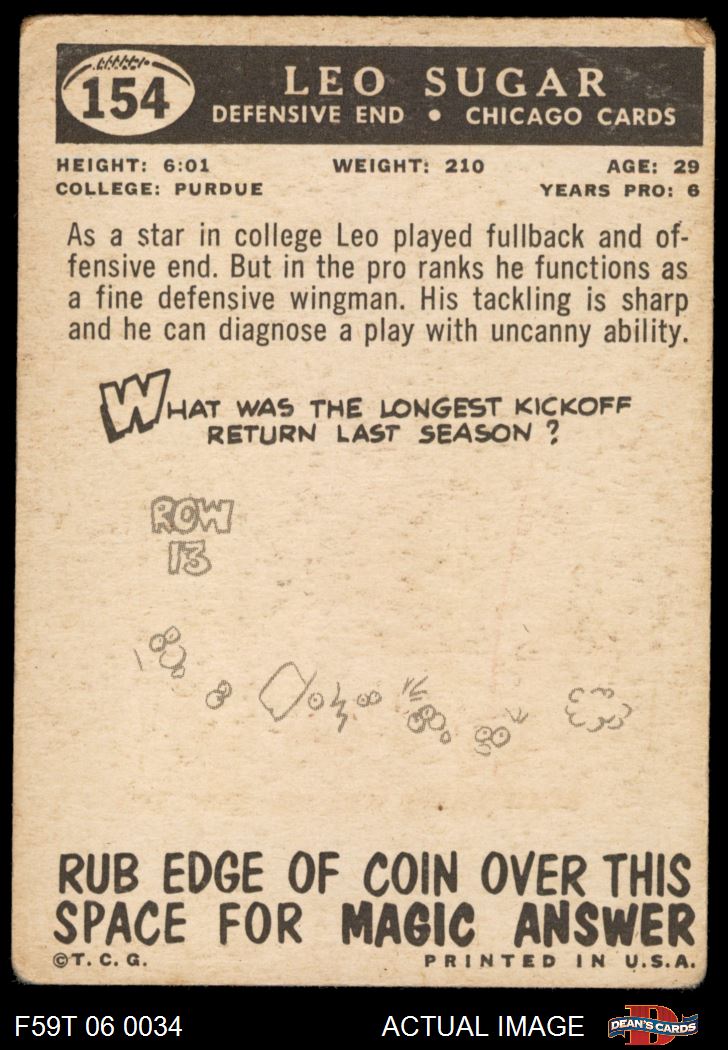 154
LEO SUGAR
DEFENSIVE END • CHICAGO CARDS
HEIGHT: 6:01 WEIGHT: 210 AGE: 29
COLLEGE: PURDUE YEARS PRO: 6
As a star in college Leo played fullback and of-
fensive end. But in the pro ranks he functions as
a fine defensive wingman. His tackling is sharp
and he can diagnose a play with uncanny ability.
WHAT WAS THE LONGEST KICKOFF
RETURN LAST SEASON?
ROW
13
RUB EDGE OF COIN OVER THIS
SPACE FOR MAGIC ANSWER
©T. C. G. PRINTED IN U.S.A.
F59T 06 0034 ACTUAL IMAGE DEAN'S CARDS